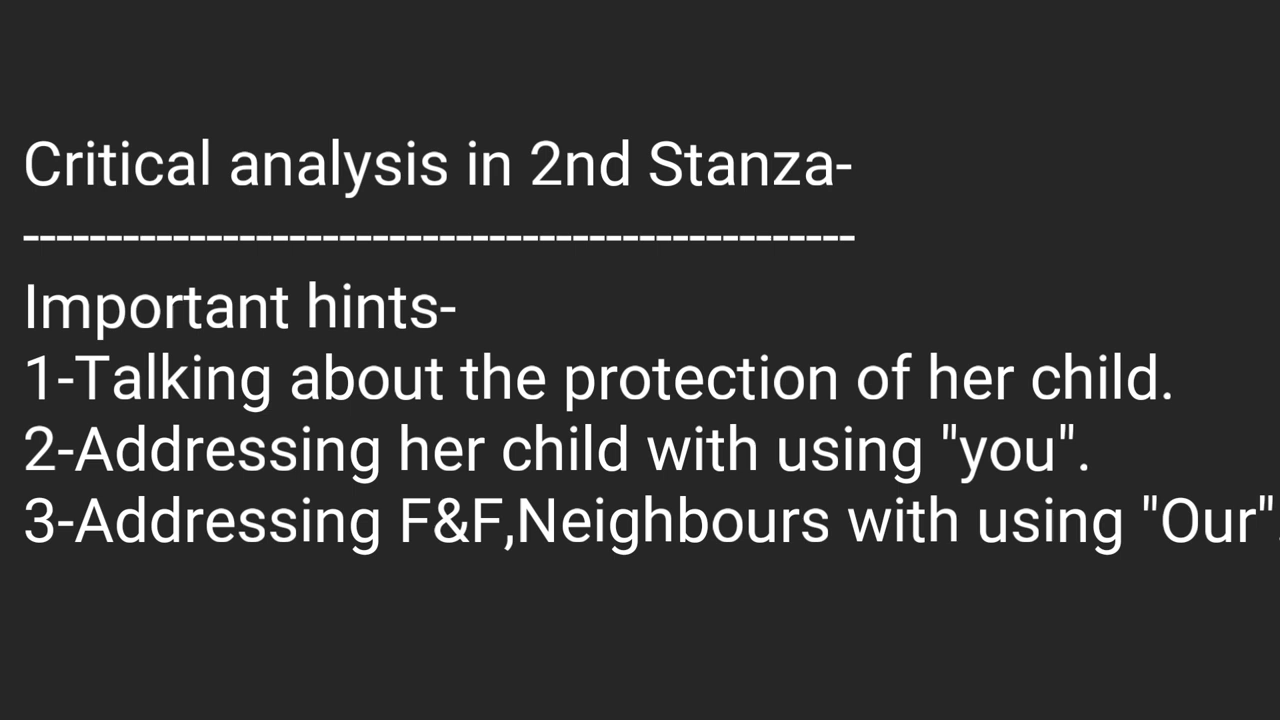 Critical analysis in 2nd Stanza-
--------------------------------------------------
Important hints-
1-Talking about the protection of her child.
2-Addressing her child with using "you".
3-Addressing F&F,Neighbours with using "Our".